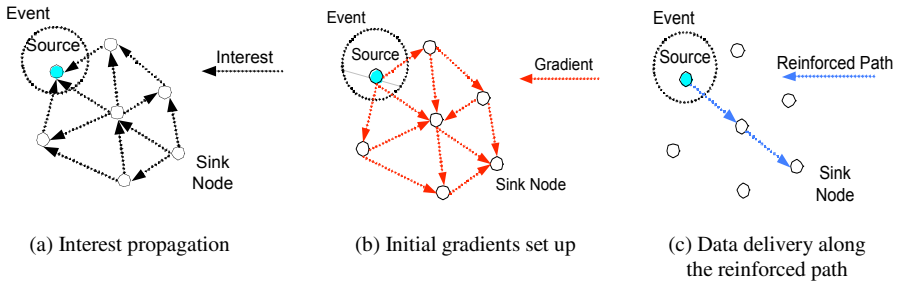 Event
Source
Interest
Sink
Node
(a) Interest propagation
Event
Source
Gradient
Sink Node
(b) Initial gradients set up
Event
Source
Reinforced Path
Sink
Node
(c) Data delivery along
the reinforced path